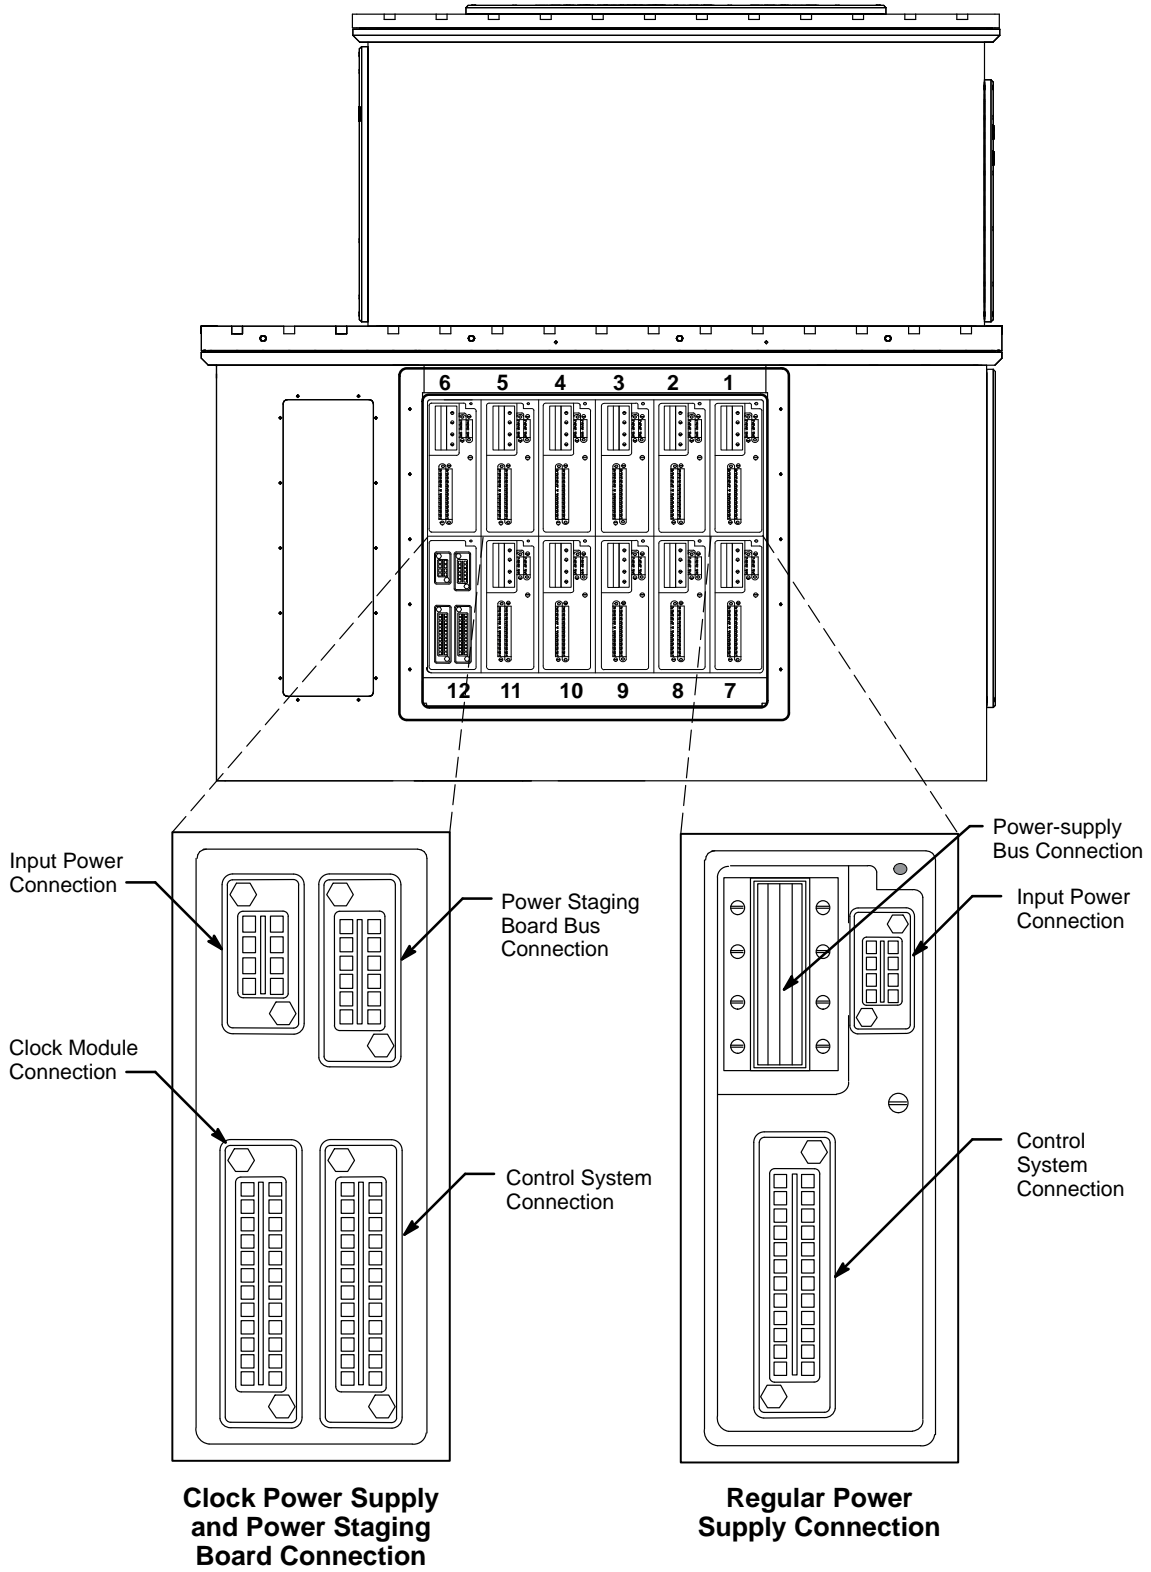 6 5 4 3 2 1
12 11 10 9 8 7
Input Power
Connection
Power Staging
Board Bus
Connection
Clock Module
Connection
Control System
Connection
Power-supply
Bus Connection
Input Power
Connection
Control
System
Connection
Clock Power Supply
and Power Staging
Board Connection
Regular Power
Supply Connection